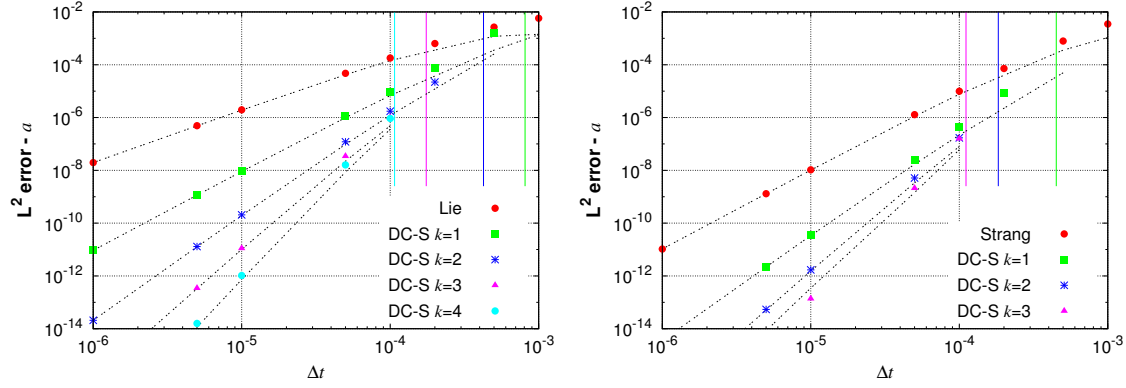 10^-2
10^-4
10^-6
10^-8
10^-10
10^-12
10^-14
L^2 error - a
Lie
DC-S k=1
DC-S k=2
DC-S k=3
DC-S k=4
10^-6
10^-5
10^-4
10^-3
Δt
10^-2
10^-4
10^-6
10^-8
10^-10
10^-12
10^-14
L^2 error - a
Strang
DC-S k=1
DC-S k=2
DC-S k=3
10^-6
10^-5
10^-4
10^-3
Δt